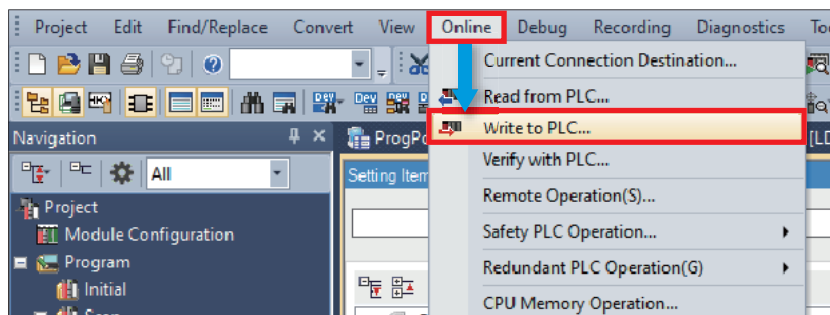 Project Edit Find/Replace Convert View Online Debug Recording Diagnostics
Current Connection Destination...
Read from PLC...
Write to PLC...
Verify with PLC...
Remote Operation(S)...
Safety PLC Operation...
Redundant PLC Operation(G)
CPU Memory Operation...
Navigation
All
Project
Module Configuration
Program
Initial
Setting Item